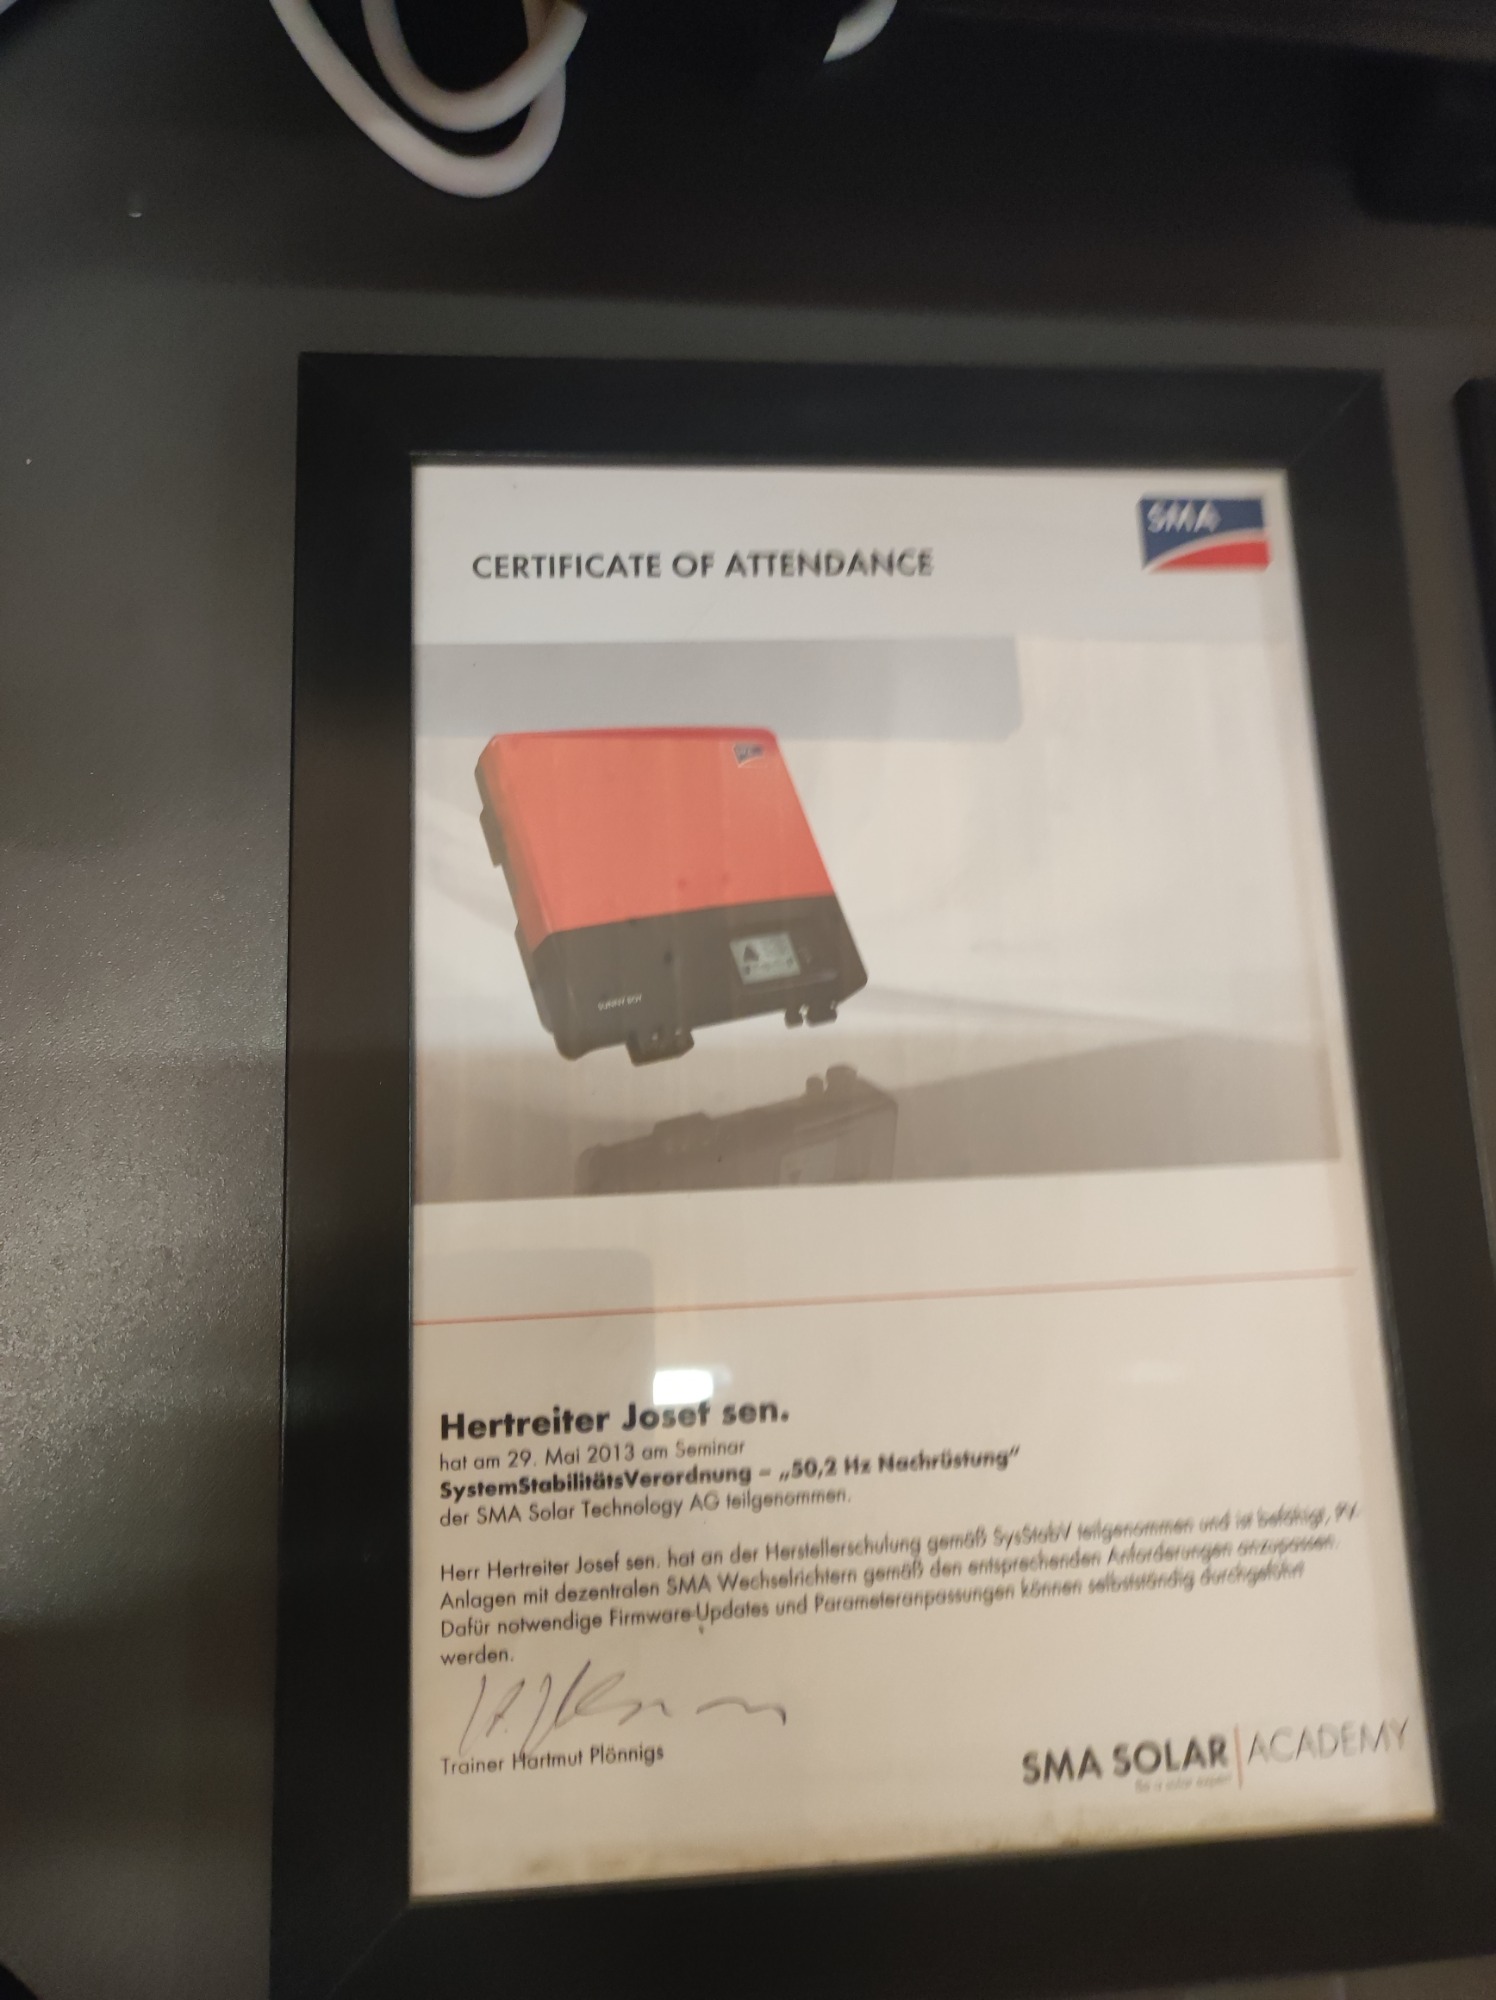 SMA
CERTIFICATE OF ATTENDANCE
SUNNY BOY
Hertreiter Josef sen.
hat am 29. Mai 2013 am Seminar
SystemStabilitätsVerordnung – „50,2 Hz Nachrüstung“
der SMA Solar Technology AG teilgenommen.
Herr Hertreiter Josef sen. hat an der Herstellerschulung gemäß SysStabV teilgenommen und ist befähigt, PV-
Anlagen mit dezentralen SMA Wechselrichtern gemäß den entsprechenden Anforderungen anzupassen.
Dafür notwendige Firmware-Updates und Parameteranpassungen können selbstständig durchgeführt
werden.
Trainer Hartmut Plönnigs
SMA SOLAR | ACADEMY